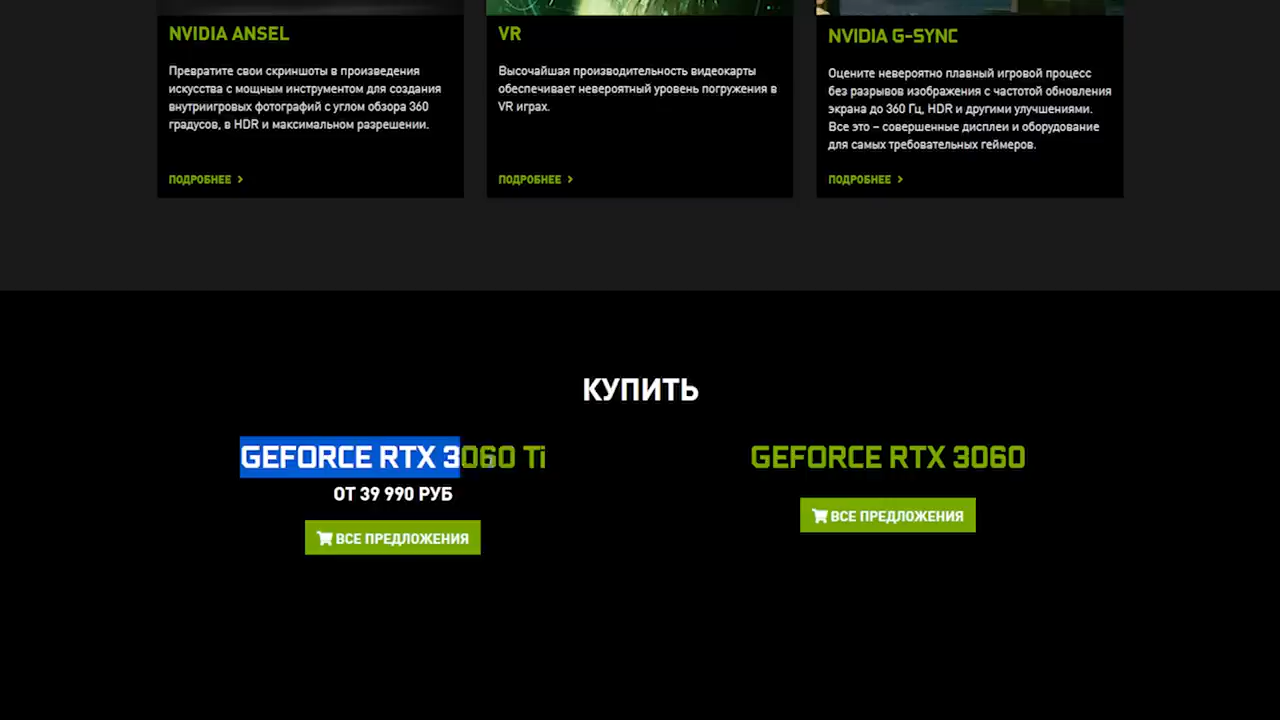 NVIDIA ANSEL
Превратите свои скриншоты в произведения
искусства с мощным инструментом для создания
внутриигровых фотографий с углом обзора 360
градусов, в HDR и максимальном разрешении.
ПОДРОБНЕЕ
VR
Высочайшая производительность видеокарты
обеспечивает невероятный уровень погружения в
VR играх.
ПОДРОБНЕЕ
NVIDIA G-SYNC
Оцените невероятно плавный игровой процесс
без разрывов изображения с частотой обновления
экрана до 360 Гц, HDR и другими улучшениями.
Все это – совершенные дисплеи и оборудование
для самых требовательных геймеров.
ПОДРОБНЕЕ
КУПИТЬ
GEFORCE RTX 3060 Ti
ОТ 39 990 РУБ
ВСЕ ПРЕДЛОЖЕНИЯ
GEFORCE RTX 3060
ВСЕ ПРЕДЛОЖЕНИЯ